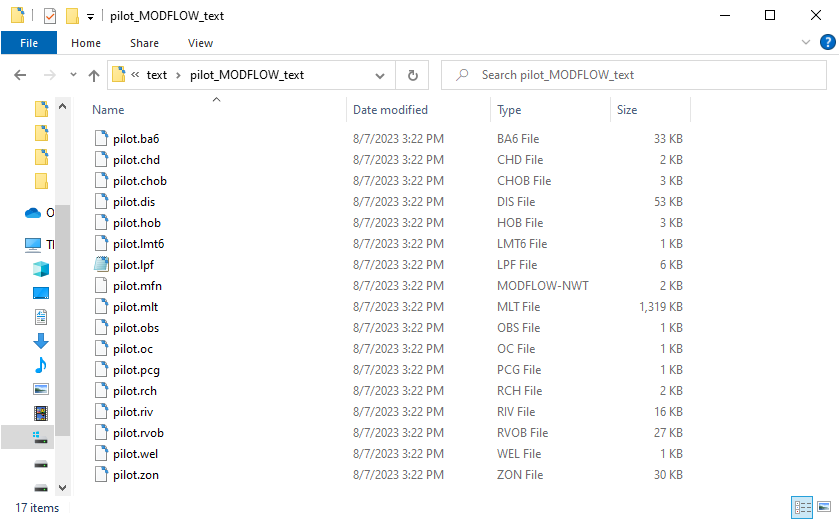 pilot_MODFLOW_text
File Home Share View
« text › pilot_MODFLOW_text Search pilot_MODFLOW_text
Name Date modified Type Size
pilot.ba6 8/7/2023 3:22 PM BA6 File 33 KB
pilot.chd 8/7/2023 3:22 PM CHD File 2 KB
pilot.chob 8/7/2023 3:22 PM CHOB File 3 KB
pilot.dis 8/7/2023 3:22 PM DIS File 53 KB
pilot.hob 8/7/2023 3:22 PM HOB File 3 KB
pilot.lmt6 8/7/2023 3:22 PM LMT6 File 1 KB
pilot.lpf 8/7/2023 3:22 PM LPF File 6 KB
pilot.mfn 8/7/2023 3:22 PM MODFLOW-NWT 2 KB
pilot.mlt 8/7/2023 3:22 PM MLT File 1,319 KB
pilot.obs 8/7/2023 3:22 PM OBS File 1 KB
pilot.oc 8/7/2023 3:22 PM OC File 1 KB
pilot.pcg 8/7/2023 3:22 PM PCG File 1 KB
pilot.rch 8/7/2023 3:22 PM RCH File 2 KB
pilot.riv 8/7/2023 3:22 PM RIV File 16 KB
pilot.rvob 8/7/2023 3:22 PM RVOB File 27 KB
pilot.wel 8/7/2023 3:22 PM WEL File 1 KB
pilot.zon 8/7/2023 3:22 PM ZON File 30 KB
17 items